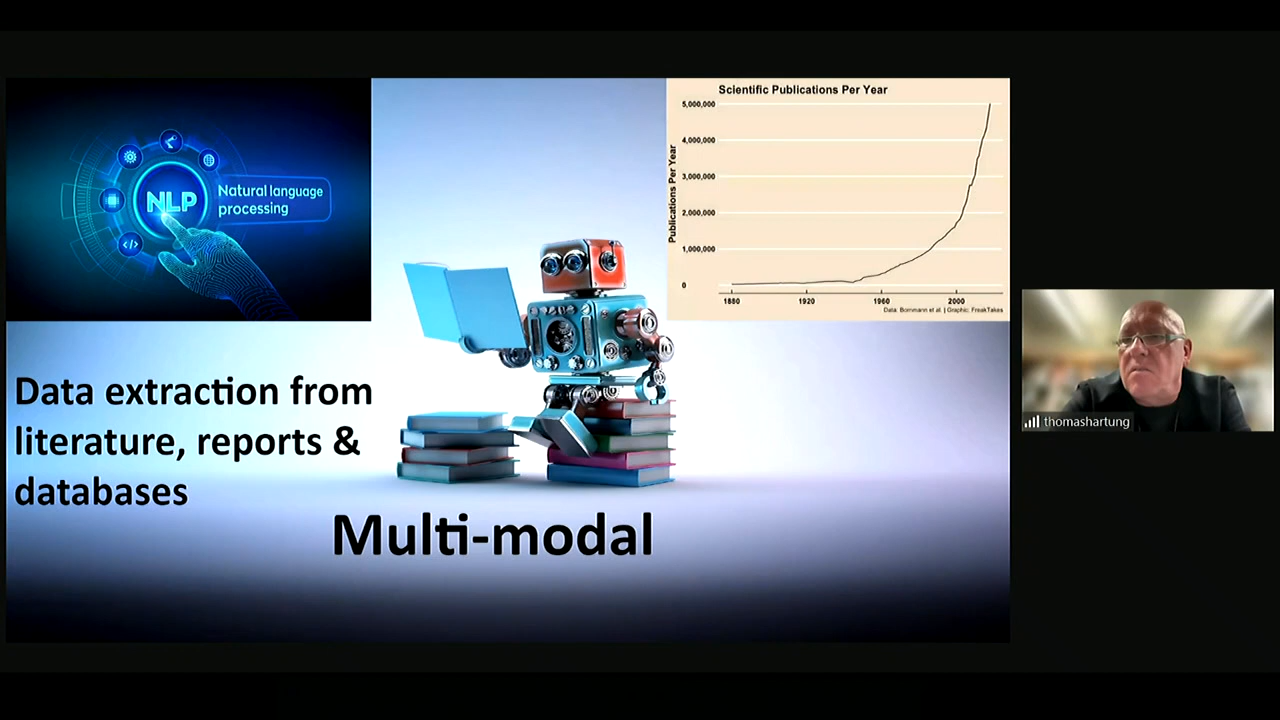 NLP
Natural language
processing
</>
Scientific Publications Per Year
Publications Per Year
5,000,000
4,000,000
3,000,000
2,000,000
1,000,000
0
1880 1920 1960 2000
Data: Bornmann et al. | Graphic: FreakTakes
Data extraction from
literature, reports &
databases
Multi-modal
thomashartung